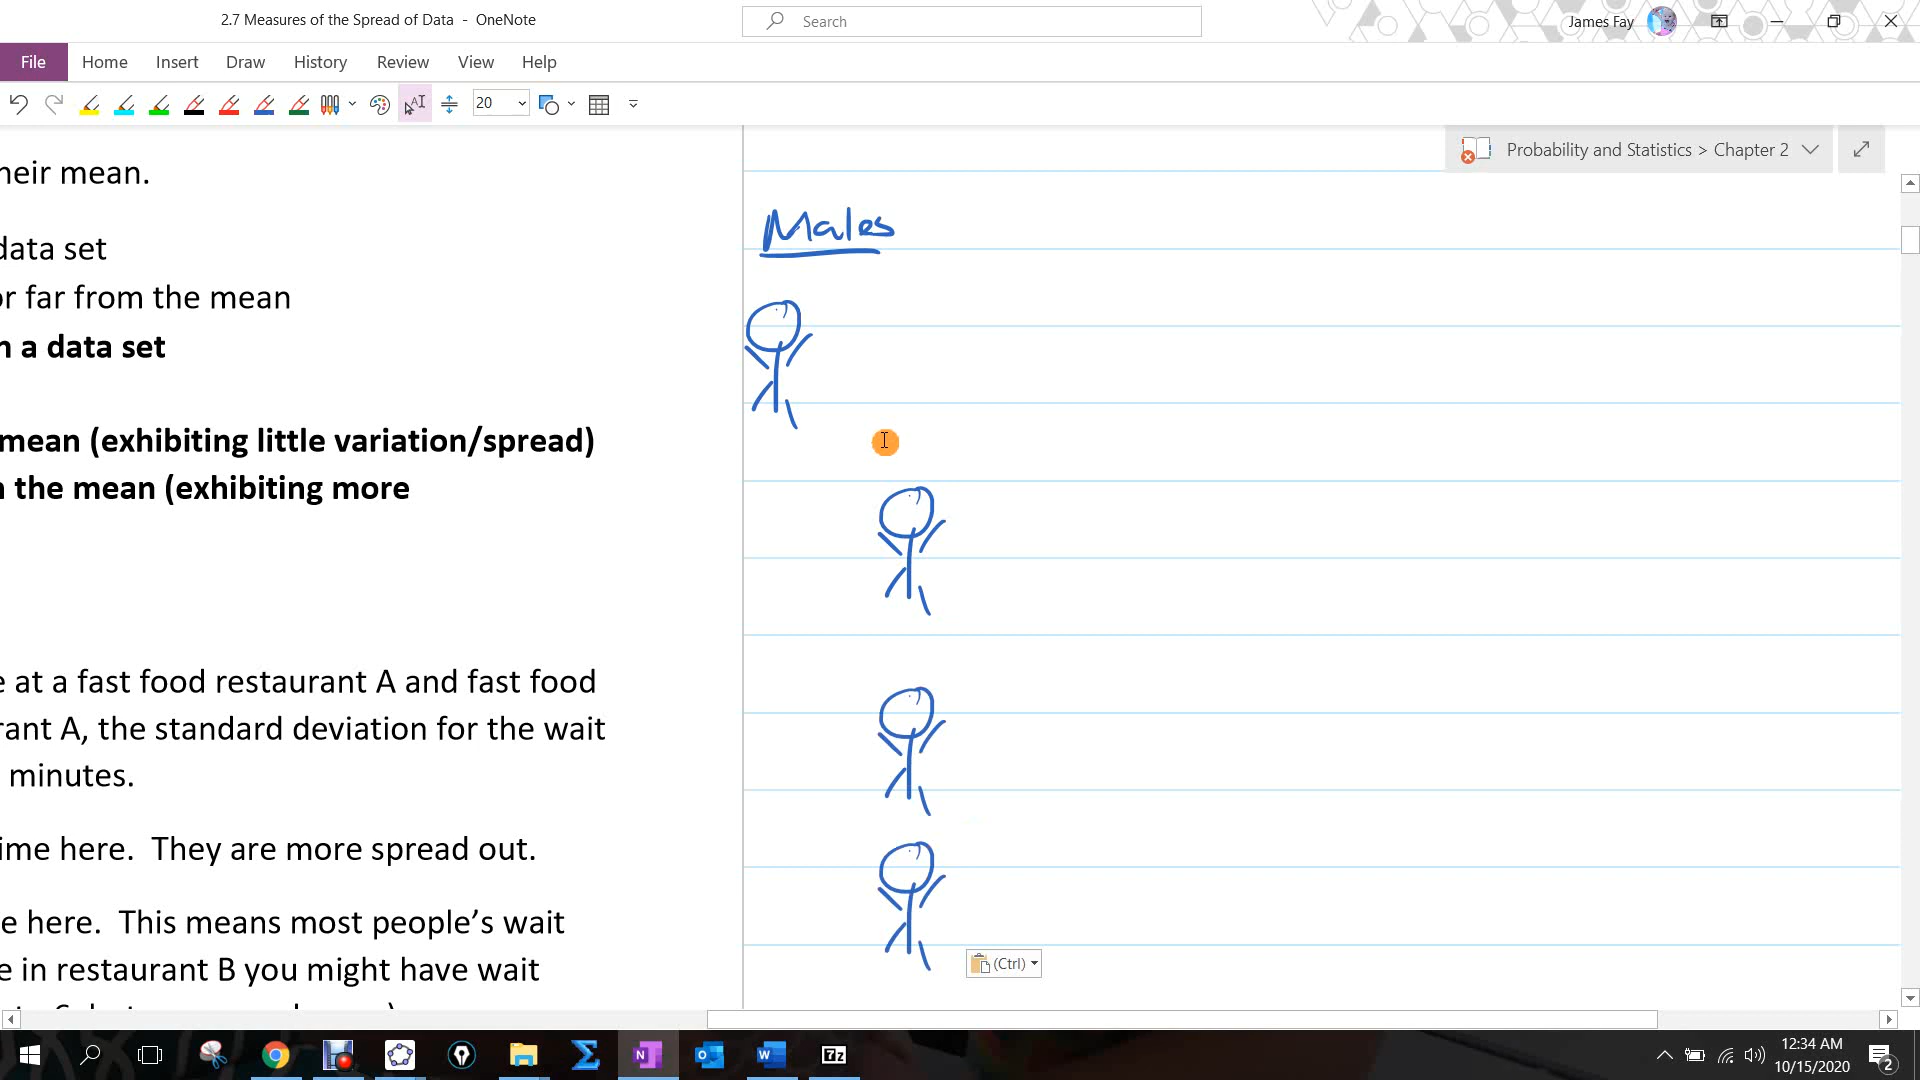 2.7 Measures of the Spread of Data - OneNote
Search
James Fay
File Home Insert Draw History Review View Help
20
Probability and Statistics > Chapter 2
heir mean.
data set
or far from the mean
n a data set
mean (exhibiting little variation/spread)
n the mean (exhibiting more
e at a fast food restaurant A and fast food
rant A, the standard deviation for the wait
minutes.
ime here. They are more spread out.
e here. This means most people’s wait
e in restaurant B you might have wait
Males
(Ctrl)
12:34 AM
10/15/2020
2